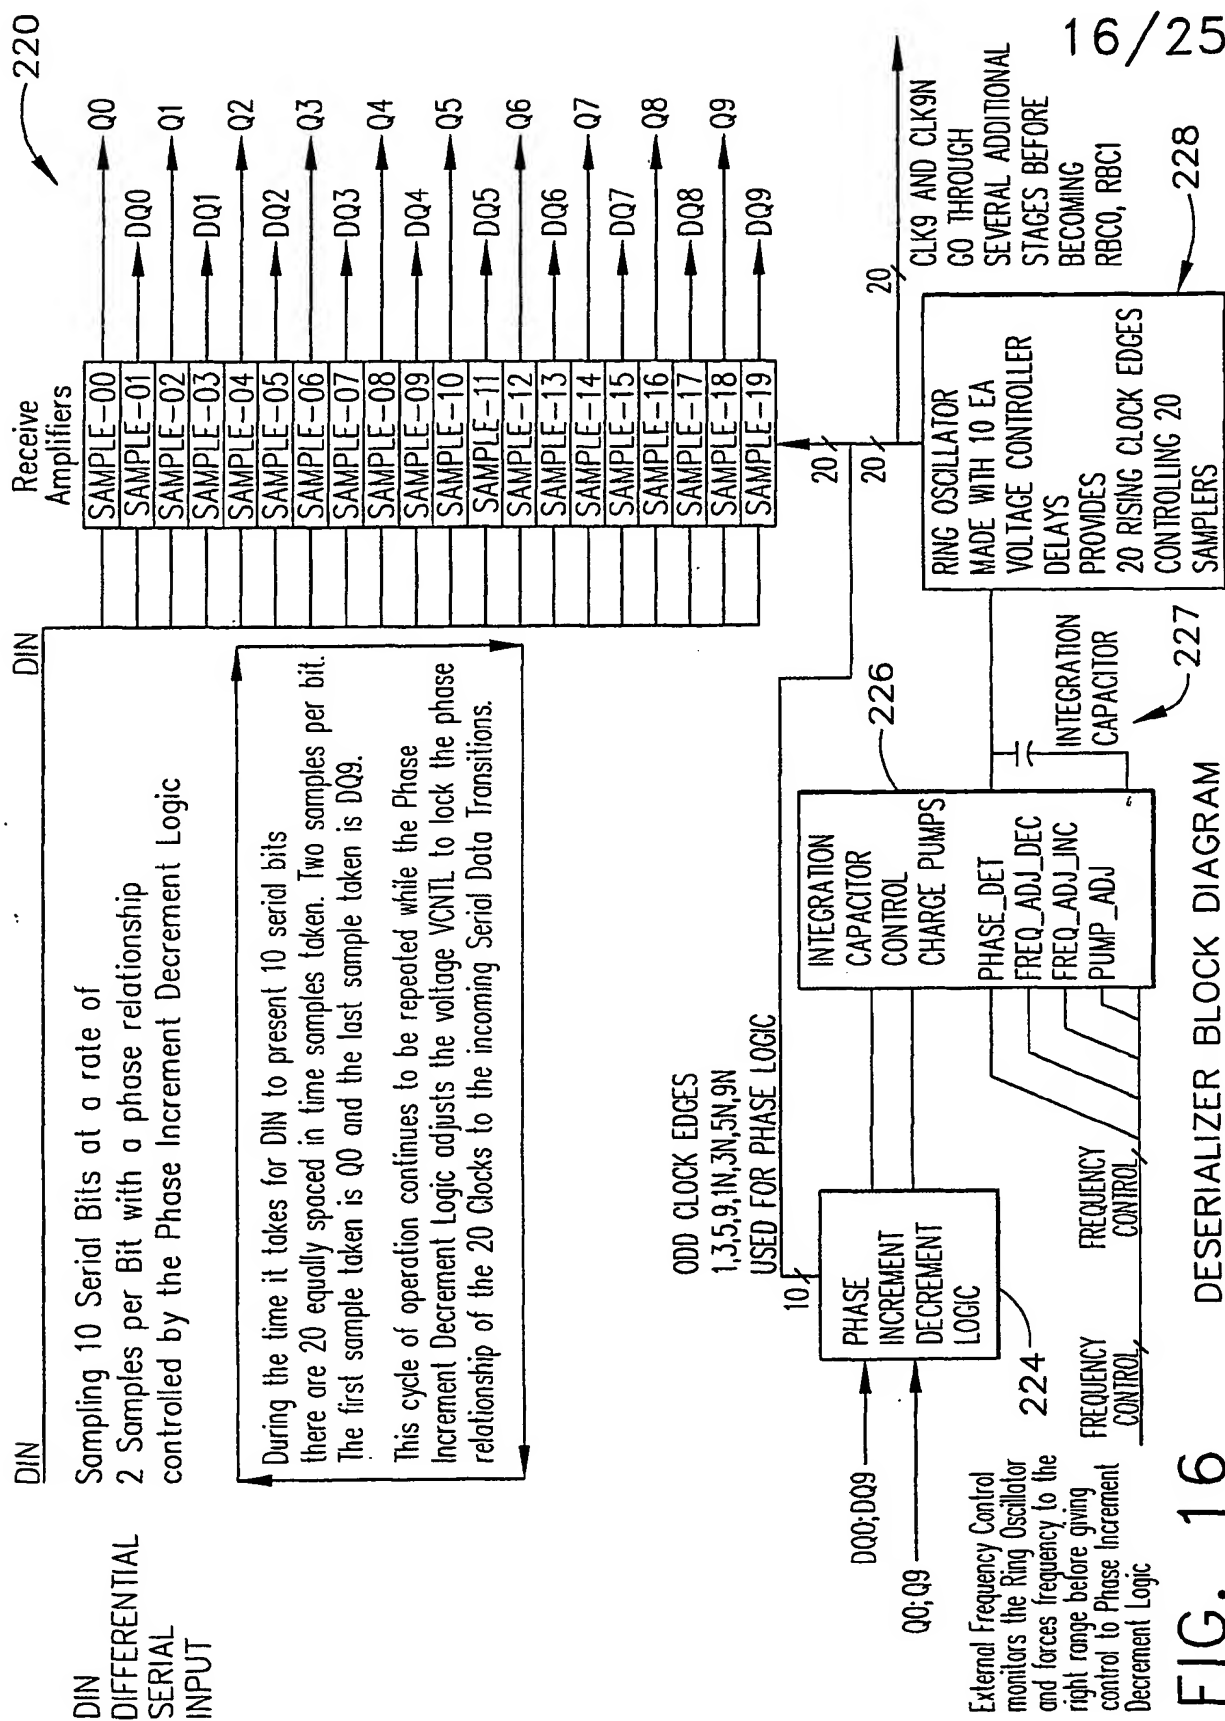 16/25
220
DIN
DIFFERENTIAL
SERIAL
INPUT
DIN
DIN
Sampling 10 Serial Bits at a rate of
2 Samples per Bit with a phase relationship
controlled by the Phase Increment Decrement Logic
During the time it takes for DIN to present 10 serial bits
there are 20 equally spaced in time samples taken. Two samples per bit.
The first sample taken is Q0 and the last sample taken is DQ9.
This cycle of operation continues to be repeated while the Phase
Increment Decrement Logic adjusts the voltage VCNTL to lock the phase
relationship of the 20 Clocks to the incoming Serial Data Transitions.
Receive
Amplifiers
SAMPLE-00 Q0
SAMPLE-01 DQ0
SAMPLE-02 Q1
SAMPLE-03 DQ1
SAMPLE-04 Q2
SAMPLE-05 DQ2
SAMPLE-06 Q3
SAMPLE-07 DQ3
SAMPLE-08 Q4
SAMPLE-09 DQ4
SAMPLE-10 Q5
SAMPLE-11 DQ5
SAMPLE-12 Q6
SAMPLE-13 DQ6
SAMPLE-14 Q7
SAMPLE-15 DQ7
SAMPLE-16 Q8
SAMPLE-17 DQ8
SAMPLE-18 Q9
SAMPLE-19 DQ9
20
20
20
CLK9 AND CLK9N
GO THROUGH
SEVERAL ADDITIONAL
STAGES BEFORE
BECOMING
RBC0, RBC1
ODD CLOCK EDGES
1,3,5,9,1N,3N,5N,9N
USED FOR PHASE LOGIC
10
DQ0;DQ9
Q0;Q9
PHASE
INCREMENT
DECREMENT
LOGIC
224
INTEGRATION
CAPACITOR
CONTROL
CHARGE PUMPS
PHASE_DET
FREQ_ADJ_DEC
FREQ_ADJ_INC
PUMP_ADJ
226
INTEGRATION
CAPACITOR
227
RING OSCILLATOR
MADE WITH 10 EA
VOLTAGE CONTROLLER
DELAYS
PROVIDES
20 RISING CLOCK EDGES
CONTROLING 20
SAMPLERS
228
External Frequency Control
monitors the Ring Oscillator
and forces frequency to the
right range before giving
control to Phase Increment
Decrement Logic
FREQUENCY
CONTROL
FREQUENCY
CONTROL
FIG. 16
DESERIALIZER BLOCK DIAGRAM